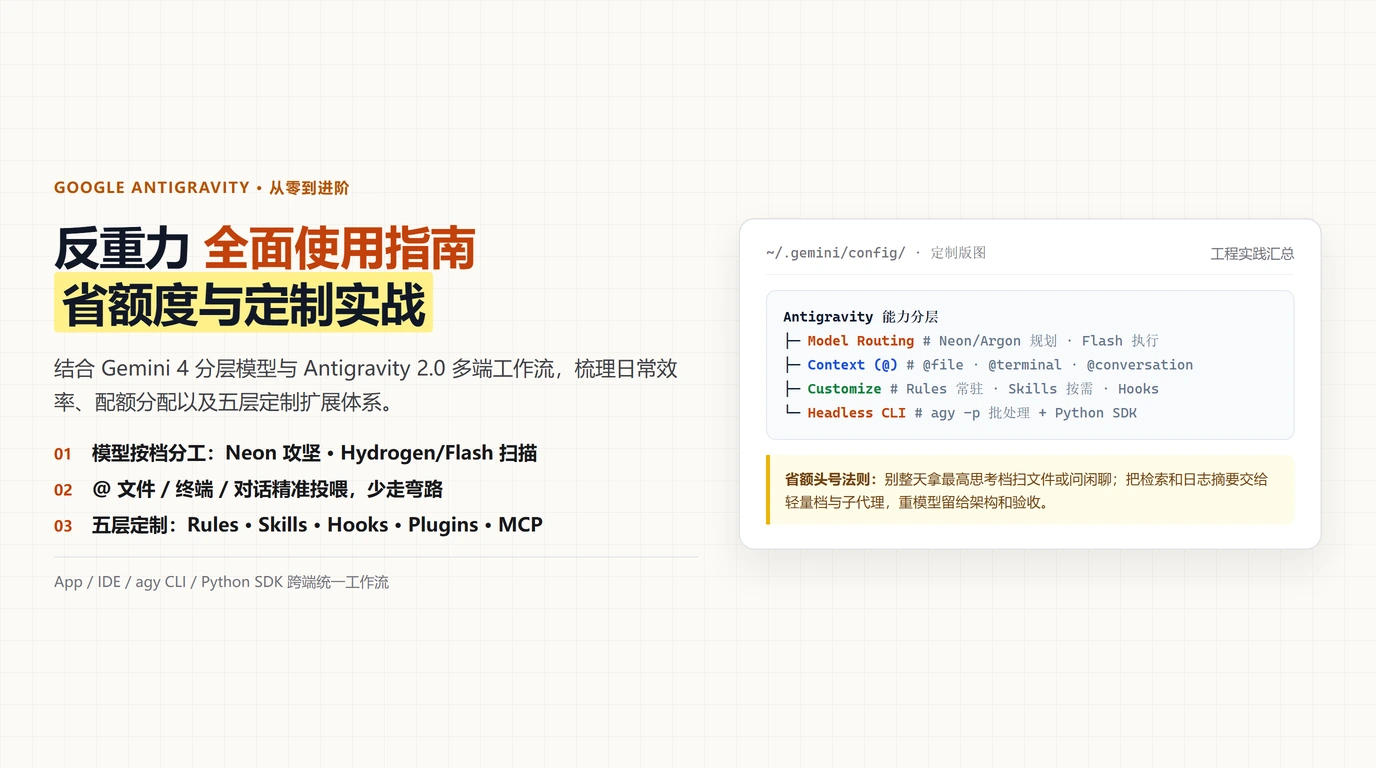 GOOGLE ANTIGRAVITY • 从零到进阶
反重力 全面使用指南
省额度与定制实战
结合 Gemini 4 分层模型与 Antigravity 2.0 多端工作流，梳理日常效
率、配额分配以及五层定制扩展体系。
01 模型按档分工：Neon 攻坚 • Hydrogen/Flash 扫描
02 @ 文件 / 终端 / 对话精准投喂，少走弯路
03 五层定制：Rules • Skills • Hooks • Plugins • MCP
App / IDE / agy CLI / Python SDK 跨端统一工作流
~/.gemini/config/ · 定制版图
工程实践汇总
Antigravity 能力分层
├─ Model Routing # Neon/Argon 规划 · Flash 执行
├─ Context (@) # @file · @terminal · @conversation
├─ Customize # Rules 常驻 · Skills 按需 · Hooks
└─ Headless CLI # agy -p 批处理 + Python SDK
省额头号法则：别整天拿最高思考档扫文件或问闲聊；把检索和日志摘要交给
轻量档与子代理，重模型留给架构和验收。